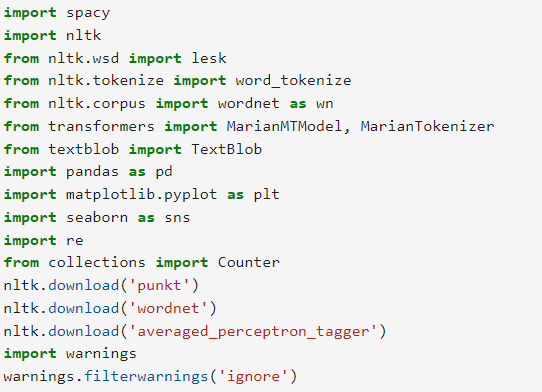 import spacy
import nltk
from nltk.wsd import lesk
from nltk.tokenize import word_tokenize
from nltk.corpus import wordnet as wn
from transformers import MarianMTModel, MarianTokenizer
from textblob import TextBlob
import pandas as pd
import matplotlib.pyplot as plt
import seaborn as sns
import re
from collections import Counter
nltk.download('punkt')
nltk.download('wordnet')
nltk.download('averaged_perceptron_tagger')
import warnings
warnings.filterwarnings('ignore')